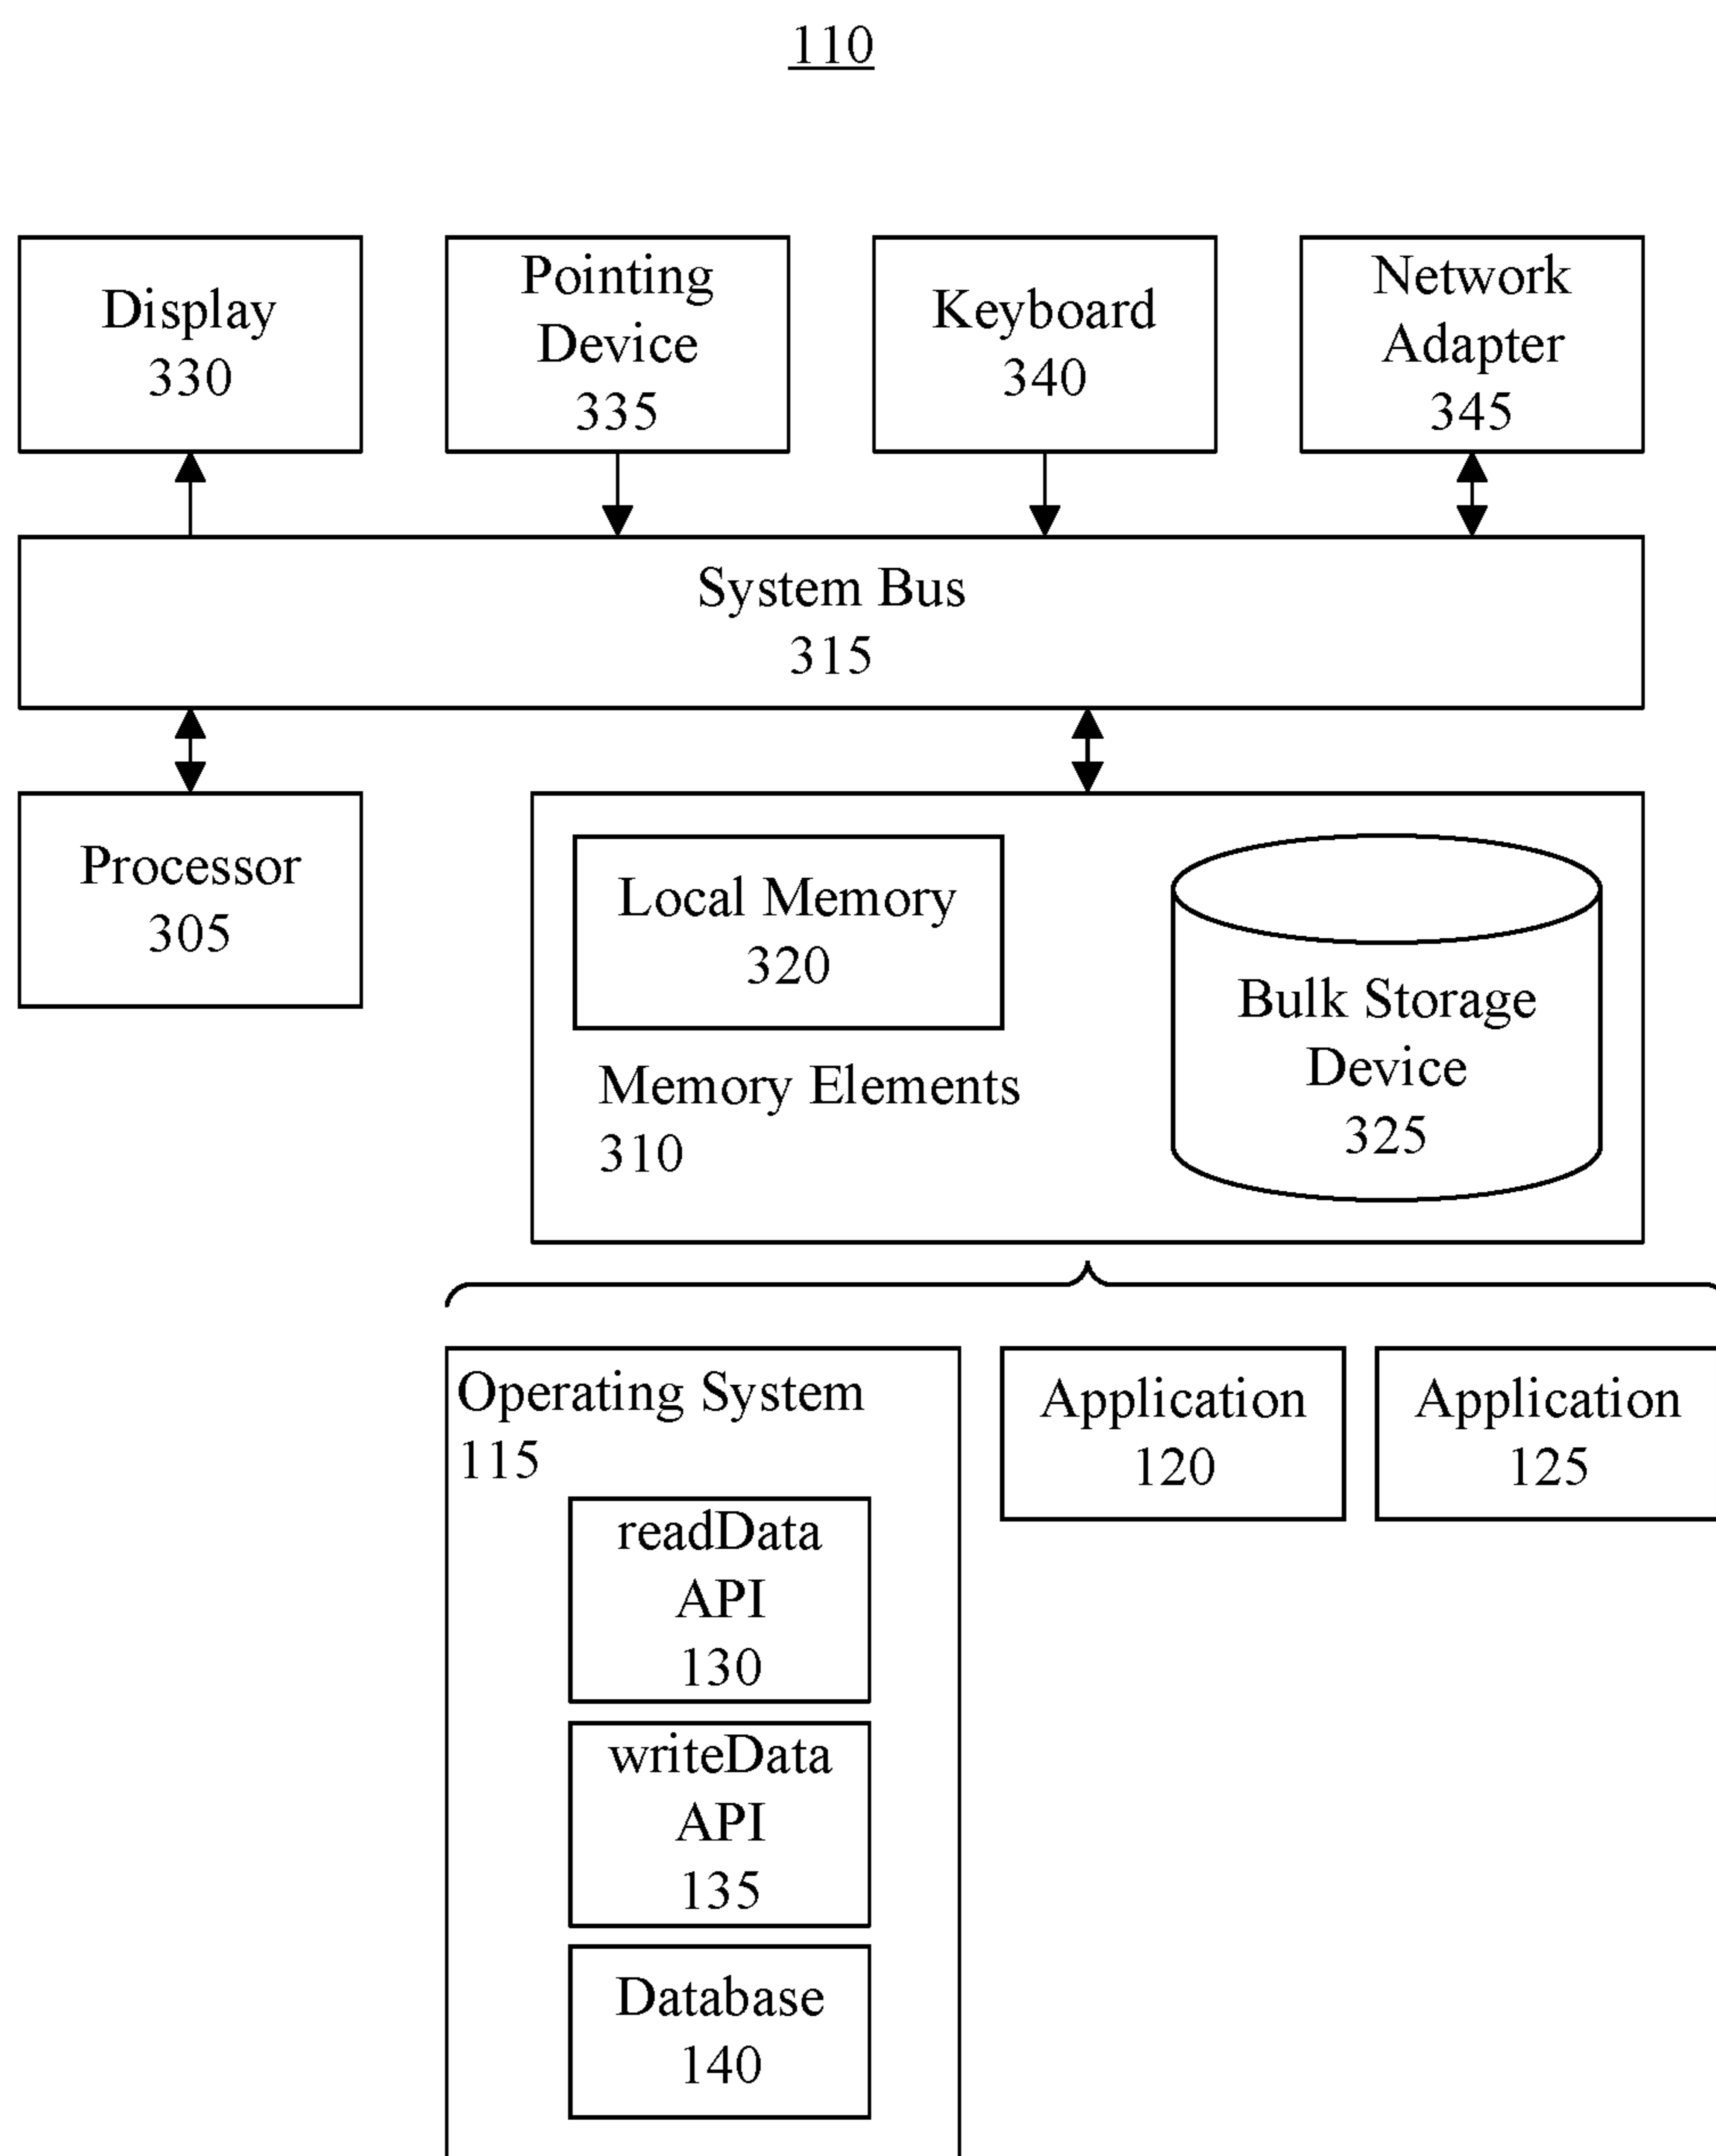 110
Display
330
Pointing
Device
335
Keyboard
340
Network
Adapter
345
System Bus
315
Processor
305
Local Memory
320
Memory Elements
310
Bulk Storage
Device
325
Operating System
115
readData
API
130
writeData
API
135
Database
140
Application
120
Application
125